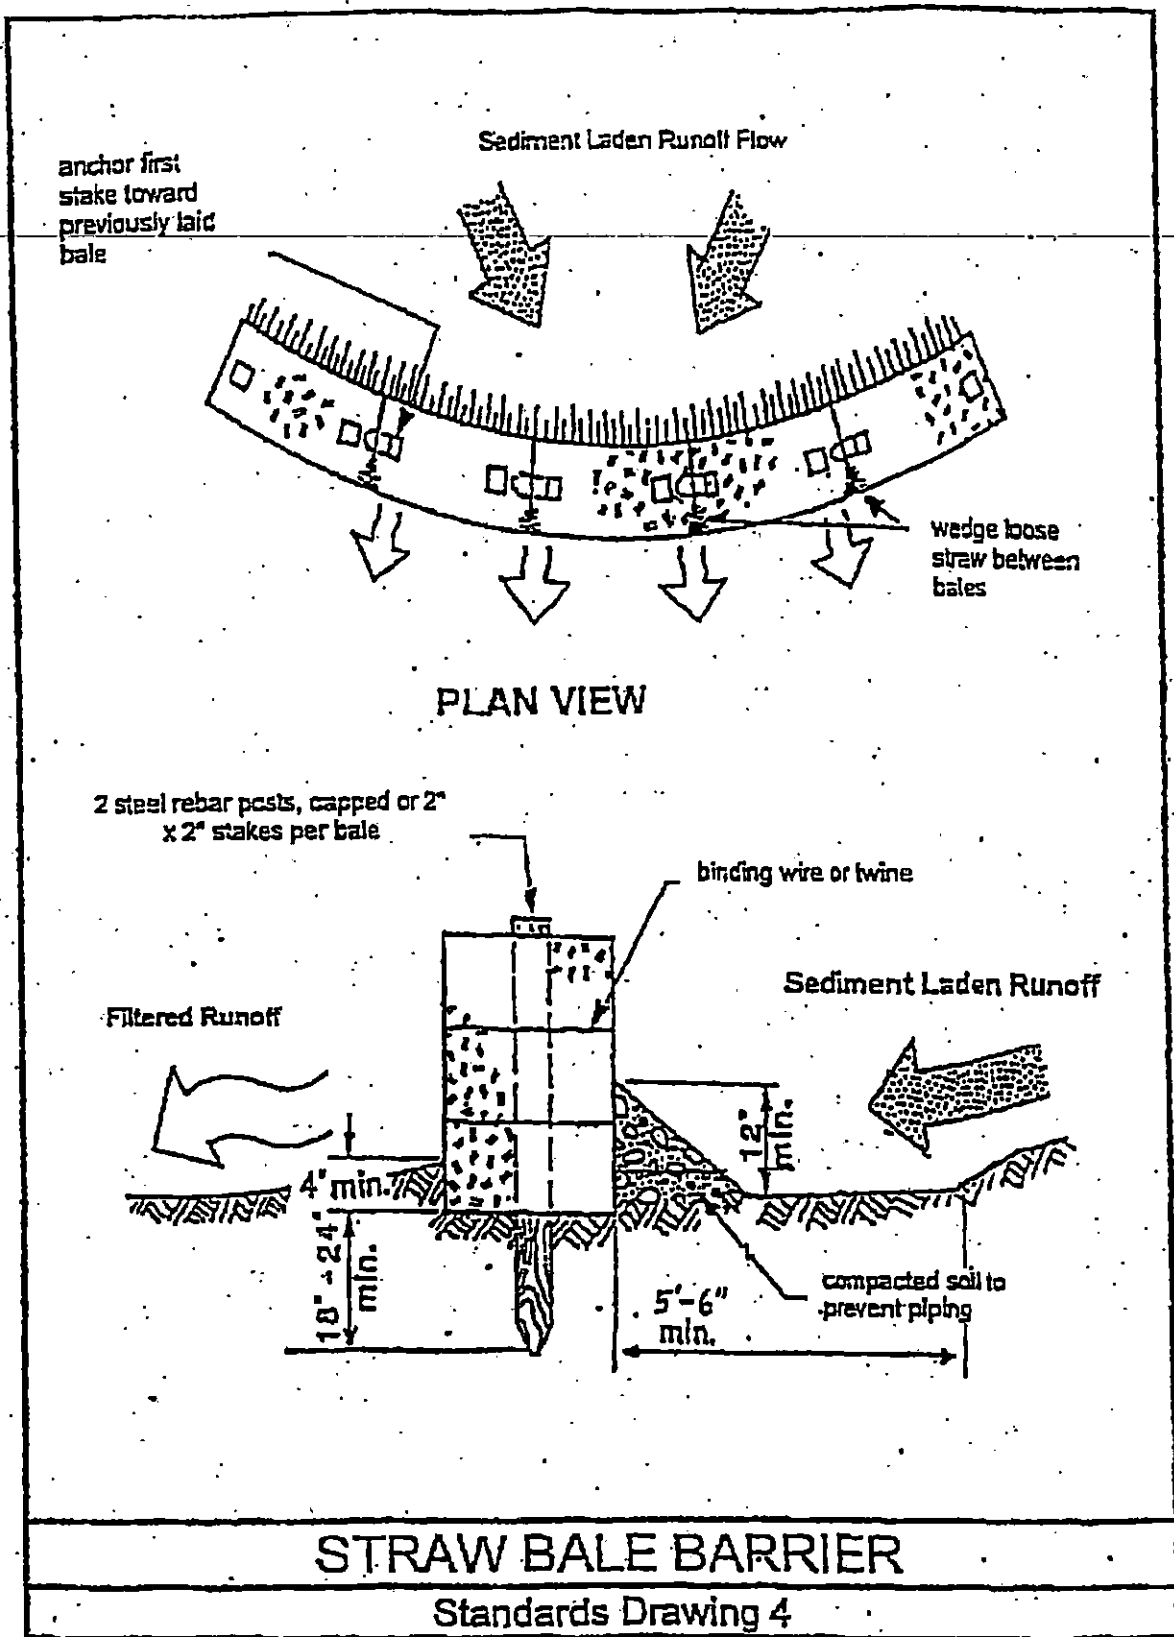 Sediment Laden Runoff Flow
anchor first
stake toward
previously laid
bale
wedge loose
straw between
bales
PLAN VIEW
2 steel rebar posts, capped or 2"
x 2" stakes per bale
binding wire or twine
Sediment Laden Runoff
Filtered Runoff
12"
min.
4" min.
18" - 24"
min.
5'-6"
min.
compacted soil to
prevent piping
STRAW BALE BARRIER
Standards Drawing 4